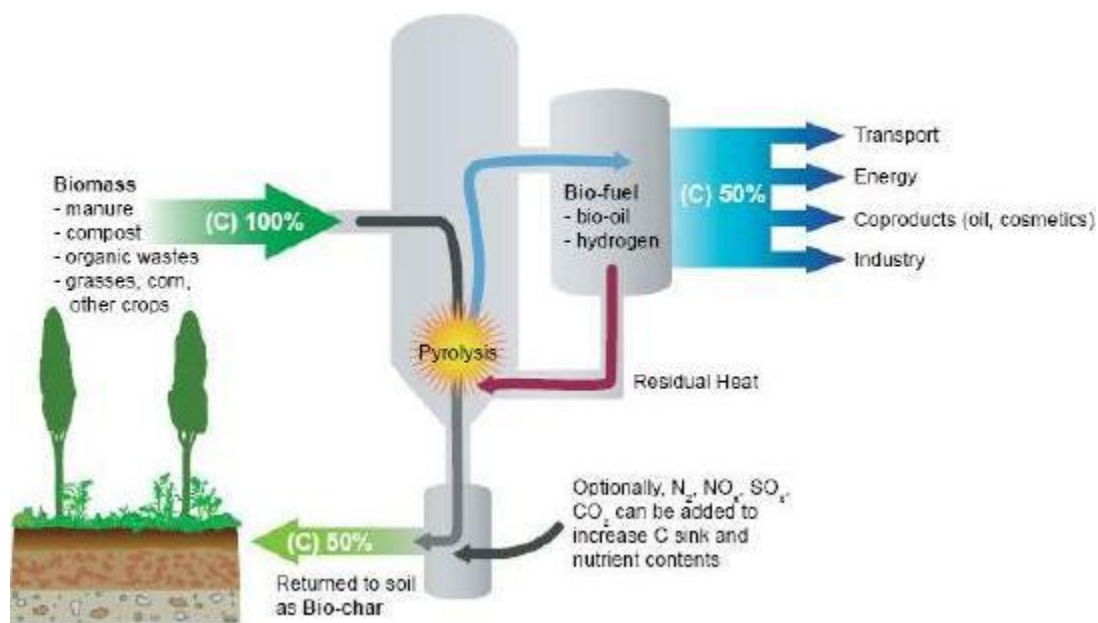 Biomass
- manure
- compost
- organic wastes
- grasses, corn,
other crops
(C) 100%
Pyrolysis
Bio-fuel
- bio-oil
- hydrogen
(C) 50%
Transport
Energy
Coproducts (oil, cosmetics)
Industry
Residual Heat
Optionally, N₂, NOₓ, SOₓ,
CO₂ can be added to
increase C sink and
nutrient contents
(C) 50%
Returned to soil
as Bio-char